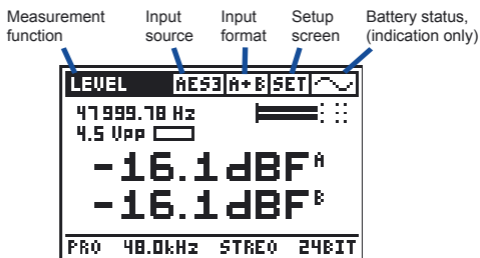 Measurement function
Input source
Input format
Setup screen
Battery status, (indication only)
LEVEL AES3 A+B SET
47999.78 Hz
4.5 Vpp
-16.1dBF A
-16.1dBF B
PRO 48.0kHz STREO 24BIT